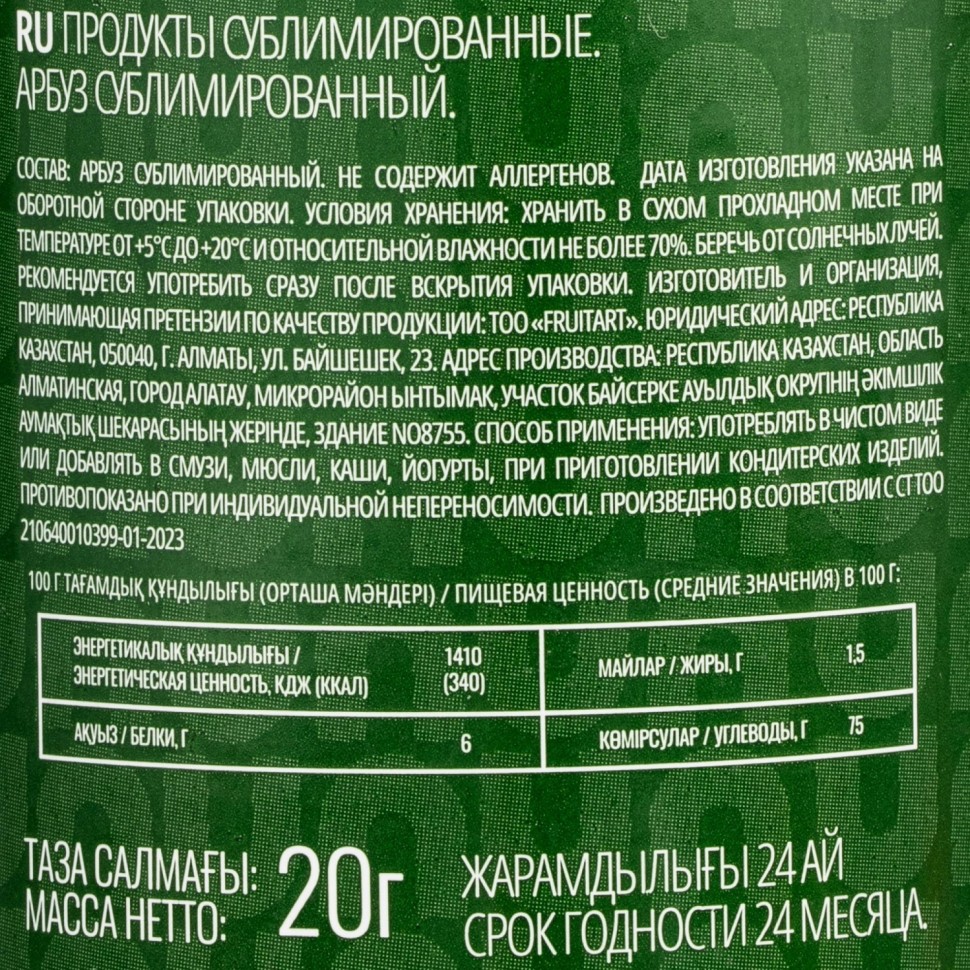 RU ПРОДУКТЫ СУБЛИМИРОВАННЫЕ.
АРБУЗ СУБЛИМИРОВАННЫЙ.
СОСТАВ: АРБУЗ СУБЛИМИРОВАННЫЙ. НЕ СОДЕРЖИТ АЛЛЕРГЕНОВ. ДАТА ИЗГОТОВЛЕНИЯ УКАЗАНА НА
ОБОРОТНОЙ СТОРОНЕ УПАКОВКИ. УСЛОВИЯ ХРАНЕНИЯ: ХРАНИТЬ В СУХОМ ПРОХЛАДНОМ МЕСТЕ ПРИ
ТЕМПЕРАТУРЕ ОТ +5°С ДО +20°С И ОТНОСИТЕЛЬНОЙ ВЛАЖНОСТИ НЕ БОЛЕЕ 70%. БЕРЕЧЬ ОТ СОЛНЕЧНЫХ ЛУЧЕЙ.
РЕКОМЕНДУЕТСЯ УПОТРЕБИТЬ СРАЗУ ПОСЛЕ ВСКРЫТИЯ УПАКОВКИ. ИЗГОТОВИТЕЛЬ И ОРГАНИЗАЦИЯ,
ПРИНИМАЮЩАЯ ПРЕТЕНЗИИ ПО КАЧЕСТВУ ПРОДУКЦИИ: ТОО «FRUITART». ЮРИДИЧЕСКИЙ АДРЕС: РЕСПУБЛИКА
КАЗАХСТАН, 050040, Г. АЛМАТЫ, УЛ. БАЙШЕШЕК, 23. АДРЕС ПРОИЗВОДСТВА: РЕСПУБЛИКА КАЗАХСТАН, ОБЛАСТЬ
АЛМАТИНСКАЯ, ГОРОД АЛАТАУ, МИКРОРАЙОН ЫНТЫМАК, УЧАСТОК БАЙСЕРКЕ АУЫЛДЫҚ ОКРУПНІҢ ӘКІМШІЛІК
АУМАҚТЫҚ ШЕКАРАСЫНЫҢ ЖЕРІНДЕ, ЗДАНИЕ NO8755. СПОСОБ ПРИМЕНЕНИЯ: УПОТРЕБЛЯТЬ В ЧИСТОМ ВИДЕ
ИЛИ ДОБАВЛЯТЬ В СМУЗИ, МЮСЛИ, КАШИ, ЙОГУРТЫ, ПРИ ПРИГОТОВЛЕНИИ КОНДИТЕРСКИХ ИЗДЕЛИЙ.
ПРОТИВОПОКАЗАНО ПРИ ИНДИВИДУАЛЬНОЙ НЕПЕРЕНОСИМОСТИ. ПРОИЗВЕДЕНО В СООТВЕТСТВИИ С СТ ТОО
210640010399-01-2023
100 Г ТАҒАМДЫҚ ҚҰНДЫЛЫҒЫ (ОРТАША МӘНДЕРІ) / ПИЩЕВАЯ ЦЕННОСТЬ (СРЕДНИЕ ЗНАЧЕНИЯ) В 100 Г:
ЭНЕРГЕТИКАЛЫҚ ҚҰНДЫЛЫҒЫ / 1410
ЭНЕРГЕТИЧЕСКАЯ ЦЕННОСТЬ, КДЖ (ККАЛ) (340)
МАЙЛАР / ЖИРЫ, Г 1,5
АҚУЫЗ / БЕЛКИ, Г 6
КӨМІРСУЛАР / УГЛЕВОДЫ, Г 75
ТАЗА САЛМАҒЫ:
МАССА НЕТТО:
20г
ЖАРАМДЫЛЫҒЫ 24 АЙ
СРОК ГОДНОСТИ 24 МЕСЯЦА.